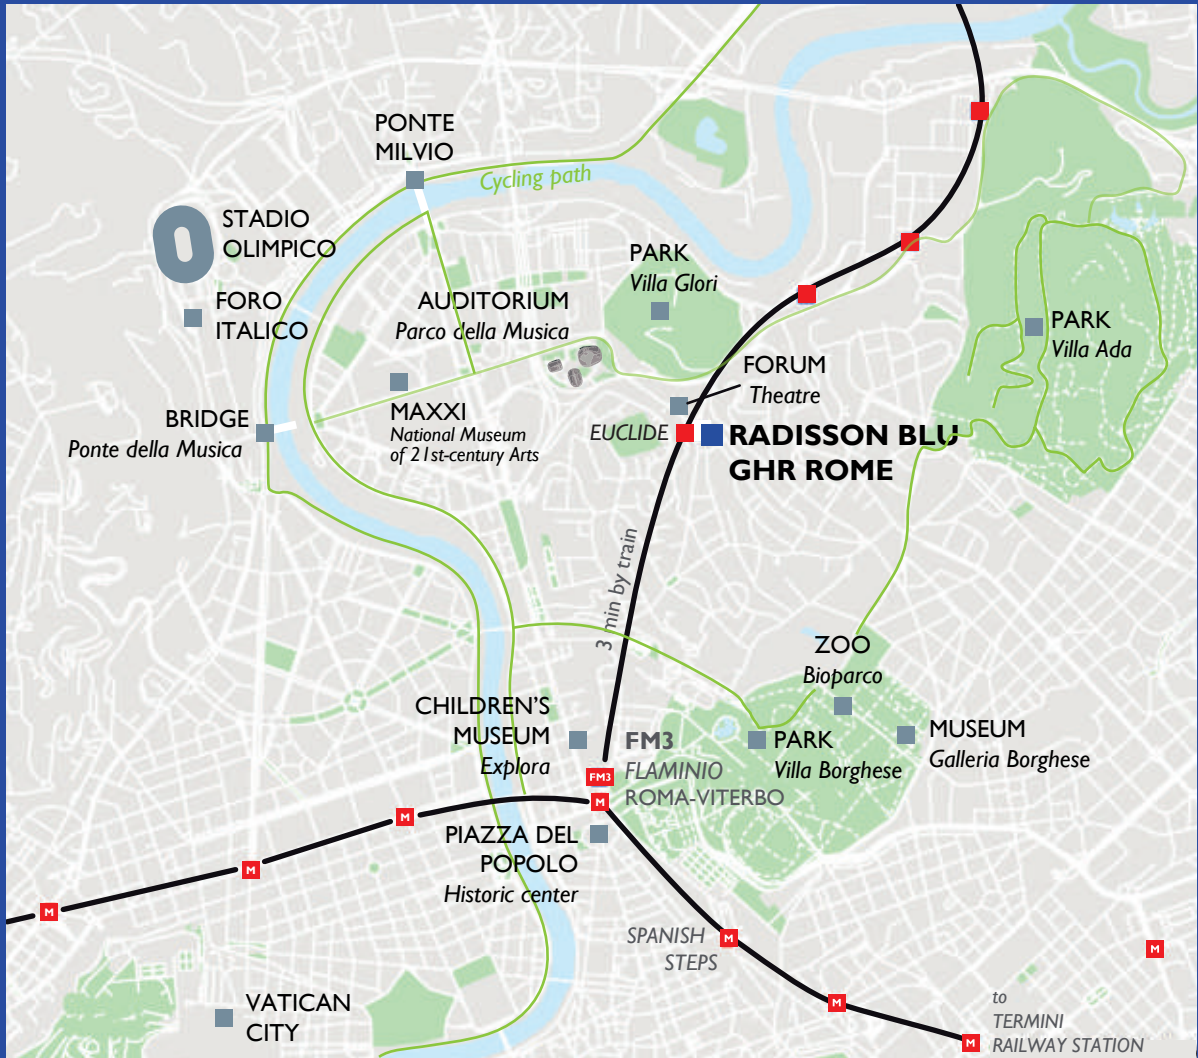 PONTE
MILVIO
Cycling path
STADIO
OLIMPICO
FORO
ITALICO
PARK
Villa Glori
AUDITORIUM
Parco della Musica
PARK
Villa Ada
FORUM
Theatre
MAXXI
National Museum
of 21st-century Arts
BRIDGE
Ponte della Musica
EUCLIDE
RADISSON BLU
GHR ROME
3 min by train
ZOO
Bioparco
CHILDREN'S
MUSEUM
Explora
FM3
FLAMINIO
ROMA-VITERBO
PARK
Villa Borghese
MUSEUM
Galleria Borghese
FM3
M
M
M
M
PIAZZA DEL
POPOLO
Historic center
SPANISH
STEPS
M
M
M
M
VATICAN
CITY
to
TERMINI
RAILWAY STATION